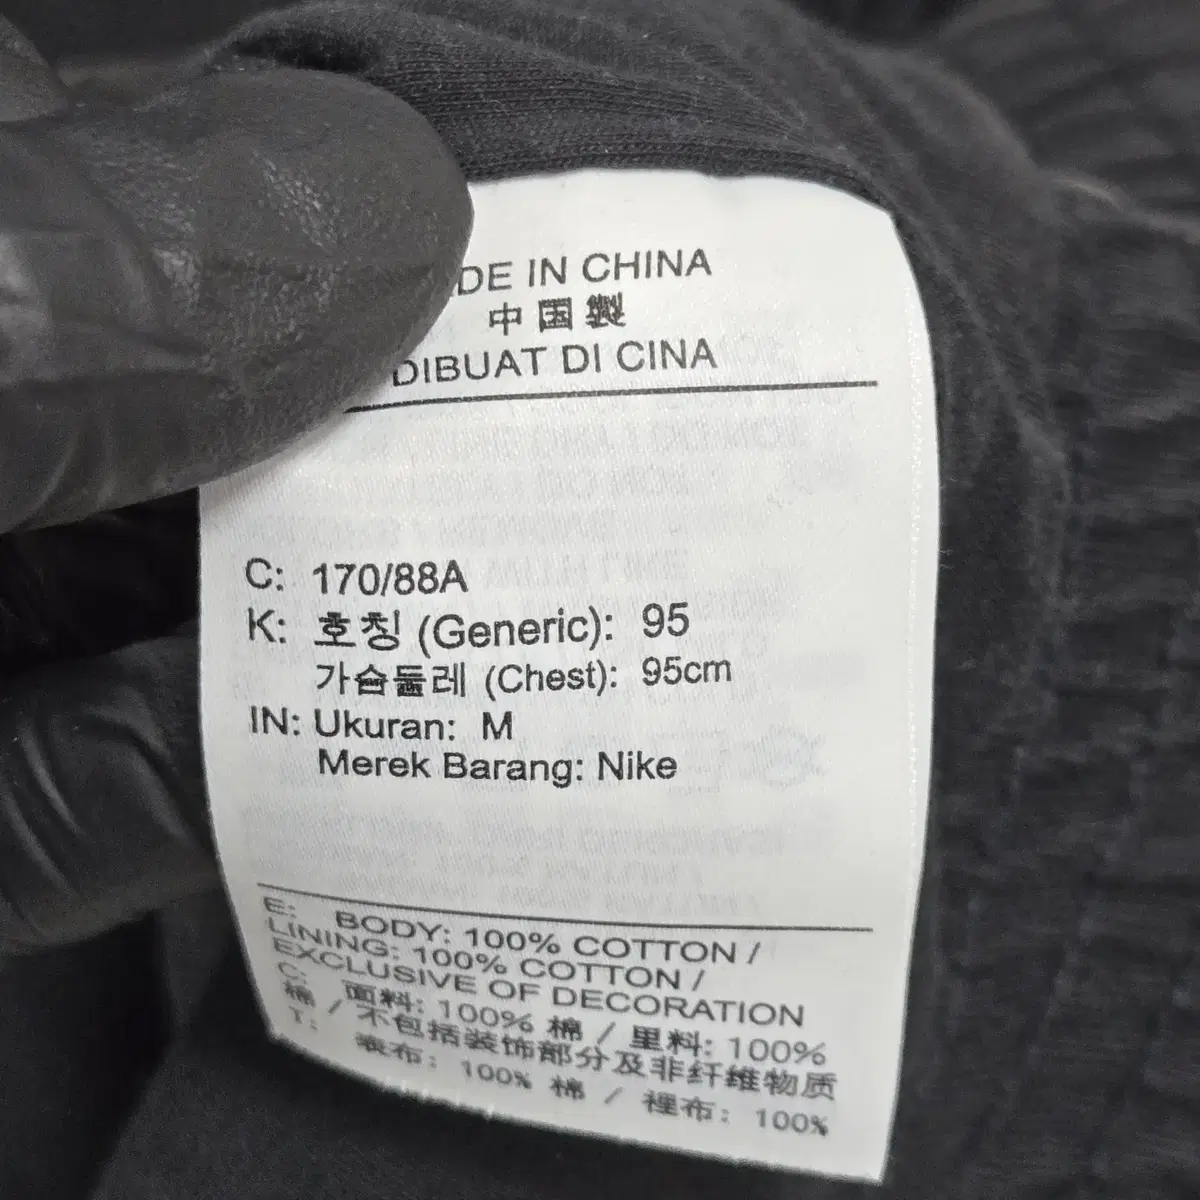 DE IN CHINA
中国製
DIBUAT DI CINA
C: 170/88A
K: 호칭 (Generic): 95
가슴둘레 (Chest): 95cm
IN: Ukuran: M
Merek Barang: Nike
E: BODY: 100% COTTON /
LINING: 100% COTTON /
EXCLUSIVE OF DECORATION
C: 面料: 100% 棉 / 里料: 100%
棉 / 不包括装饰部分及非纤维物质
T: 表布: 100% 棉 / 裡布: 100%